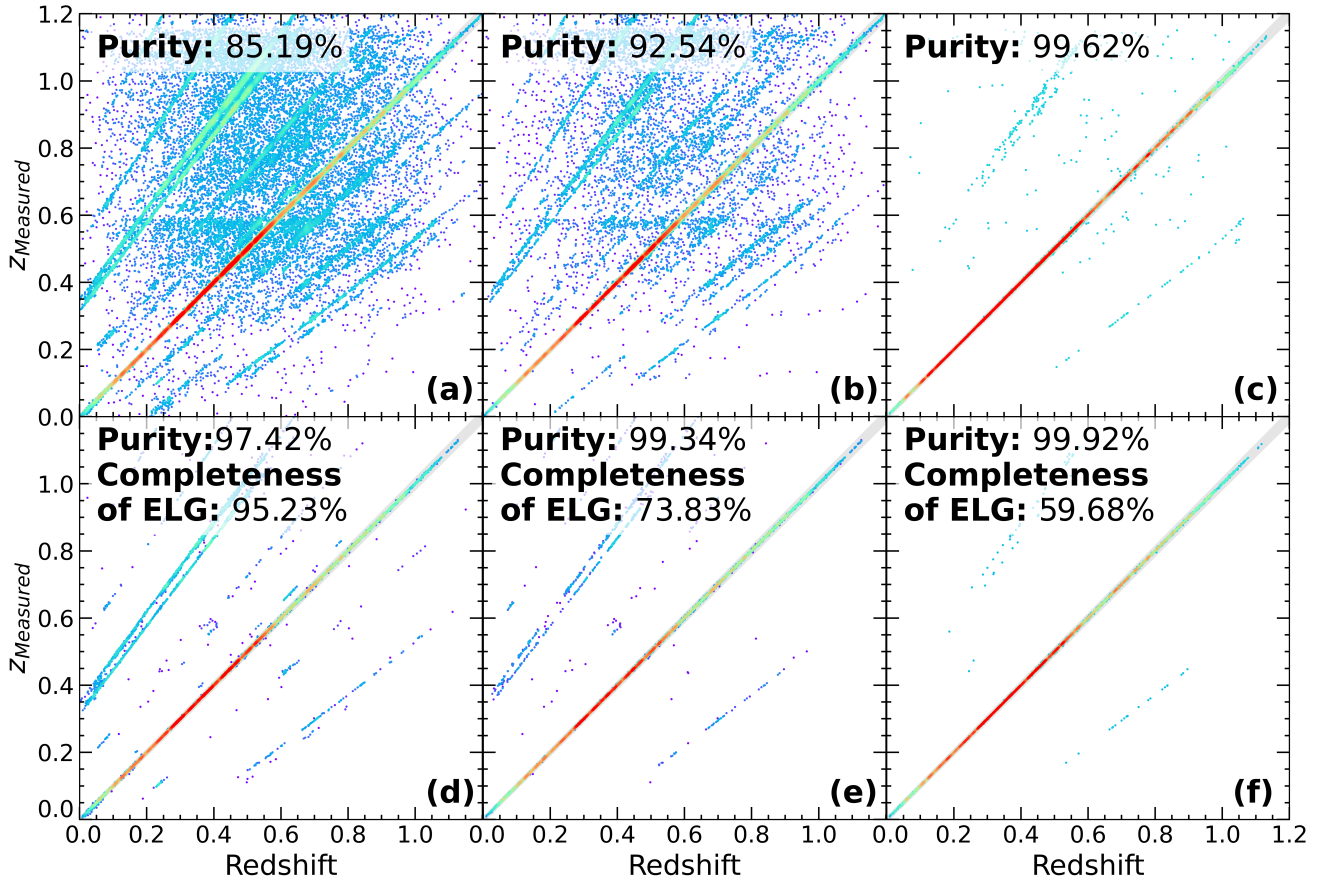 1.2
1.0
0.8
0.6
0.4
0.2
0.0
z_Measured
Purity: 85.19%
(a)
Purity: 92.54%
(b)
Purity: 99.62%
(c)
1.0
0.8
0.6
0.4
0.2
0.0
z_Measured
Purity:97.42%
Completeness
of ELG: 95.23%
(d)
Purity: 99.34%
Completeness
of ELG: 73.83%
(e)
Purity: 99.92%
Completeness
of ELG: 59.68%
(f)
0.0 0.2 0.4 0.6 0.8 1.0 0.0 0.2 0.4 0.6 0.8 1.0 0.0 0.2 0.4 0.6 0.8 1.0 1.2
Redshift Redshift Redshift